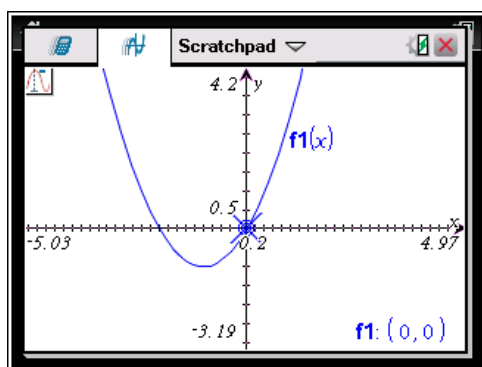 Scratchpad
4.2 y
f1(x)
0.5
x
-5.03 0.2 4.97
-3.19 f1: (0,0)